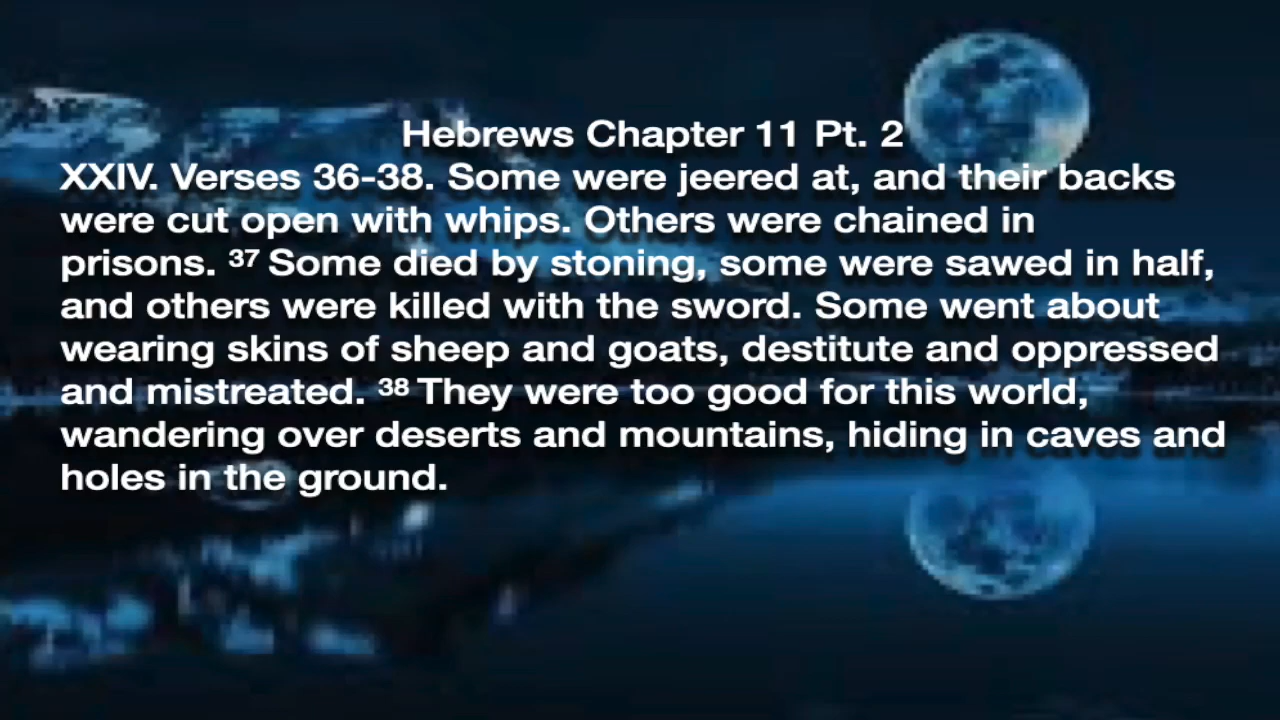 Hebrews Chapter 11 Pt. 2
XXIV. Verses 36-38. Some were jeered at, and their backs
were cut open with whips. Others were chained in
prisons. ³⁷ Some died by stoning, some were sawed in half,
and others were killed with the sword. Some went about
wearing skins of sheep and goats, destitute and oppressed
and mistreated. ³⁸ They were too good for this world,
wandering over deserts and mountains, hiding in caves and
holes in the ground.